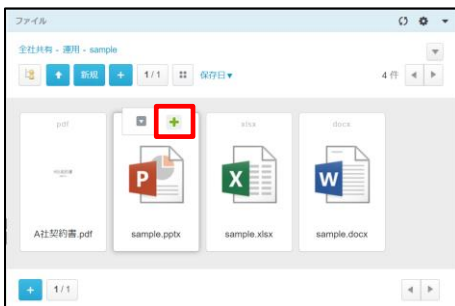 ファイル
全社共有 - 運用 - sample
新規 + 1/1 保存日▼ 4 件
pdf xlsx docx
P X W
A社契約書.pdf sample.pptx sample.xlsx sample.docx
+ 1/1